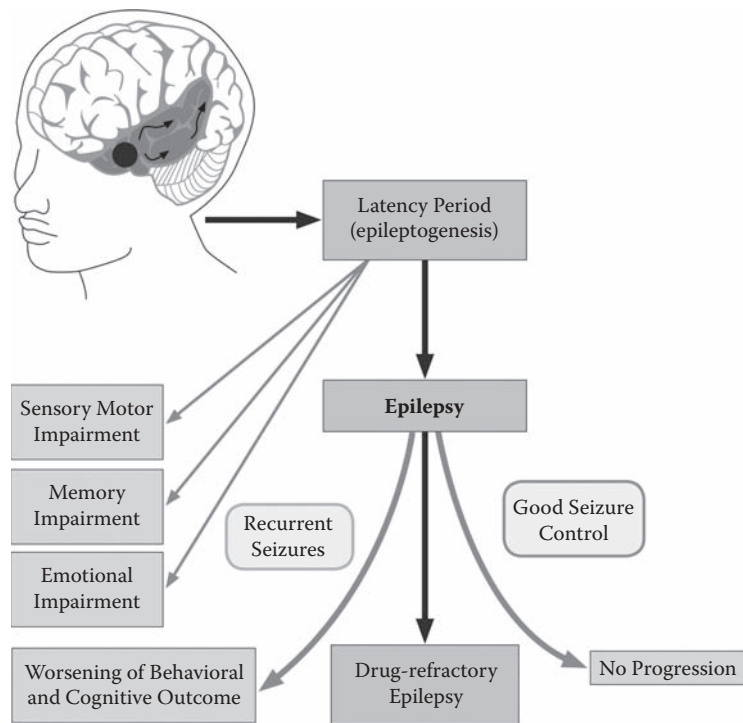 Latency Period
(epileptogenesis)
Epilepsy
Sensory Motor
Impairment
Memory
Impairment
Emotional
Impairment
Recurrent
Seizures
Good Seizure
Control
Worsening of Behavioral
and Cognitive Outcome
Drug-refractory
Epilepsy
No Progression